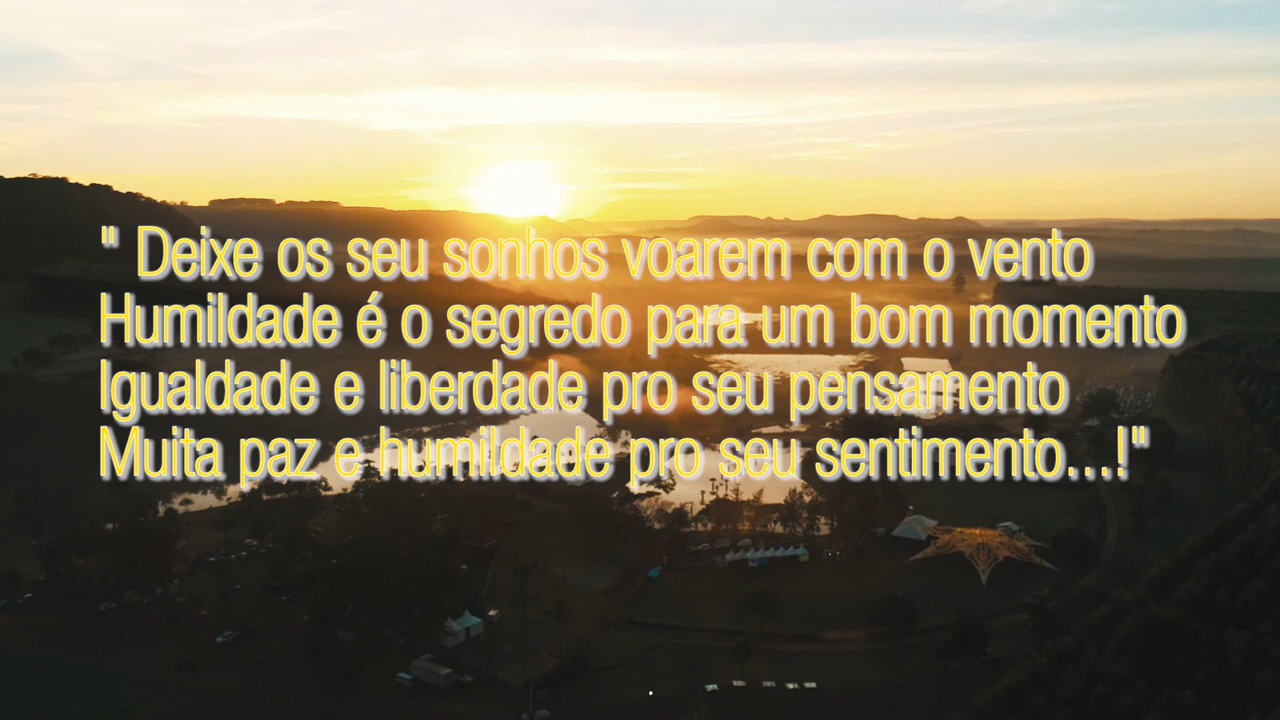 " Deixe os seu sonhos voarem com o vento
Humildade é o segredo para um bom momento
Igualdade e liberdade pro seu pensamento
Muita paz e humildade pro seu sentimento...!"